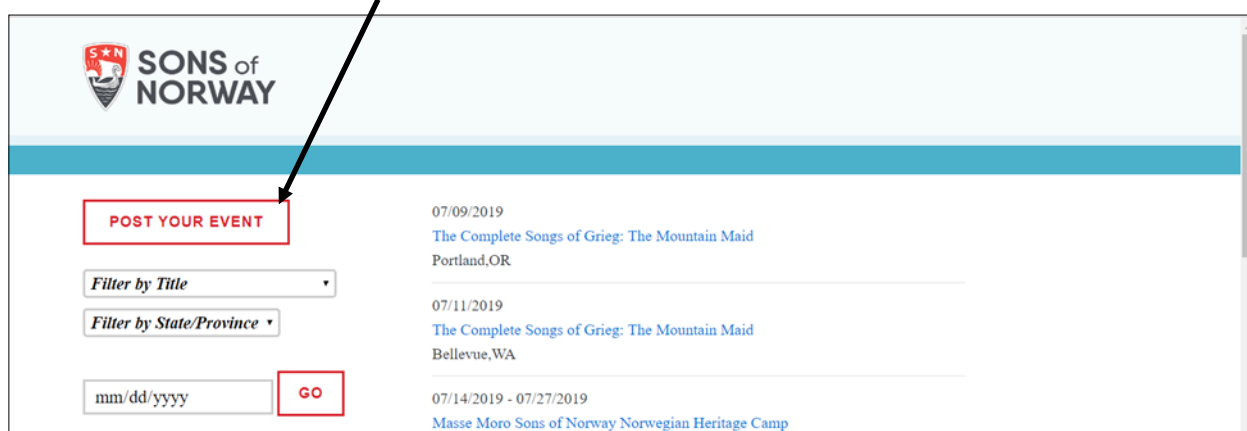 S★N
SONS of
NORWAY
POST YOUR EVENT
Filter by Title
Filter by State/Province
mm/dd/yyyy
GO
07/09/2019
The Complete Songs of Grieg: The Mountain Maid
Portland,OR
07/11/2019
The Complete Songs of Grieg: The Mountain Maid
Bellevue,WA
07/14/2019 - 07/27/2019
Masse Moro Sons of Norway Norwegian Heritage Camp